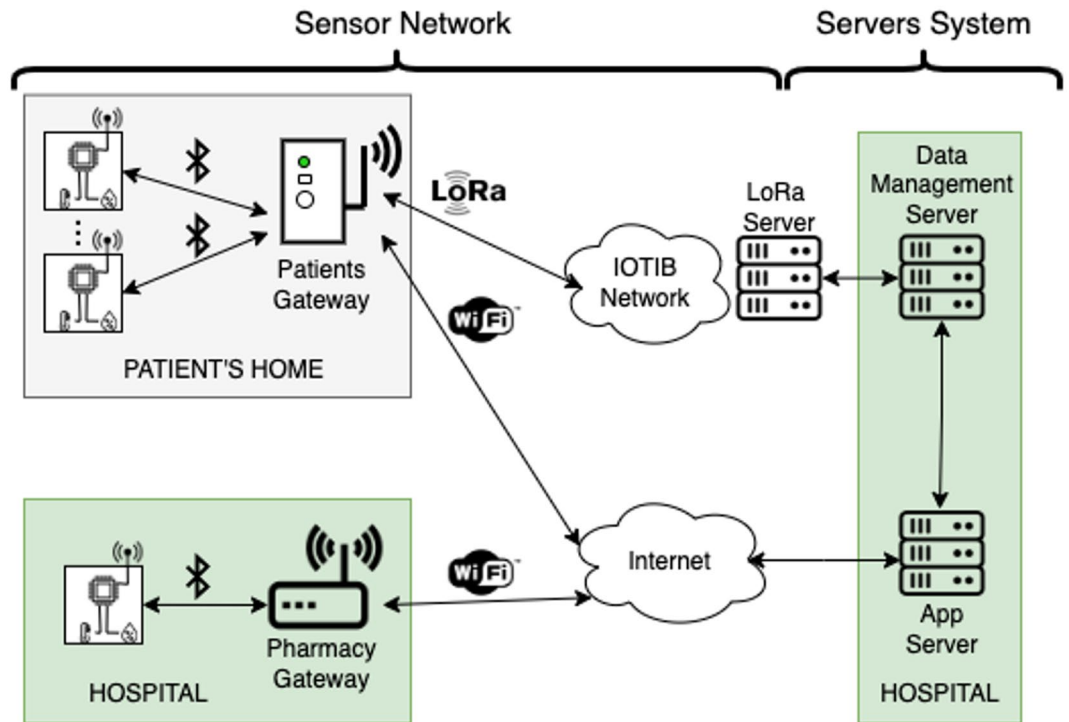 Sensor Network
Servers System
LoRa
Patients
Gateway
PATIENT'S HOME
IOTIB
Network
LoRa
Server
Data
Management
Server
WiFi
WiFi
Internet
Pharmacy
Gateway
HOSPITAL
App
Server
HOSPITAL